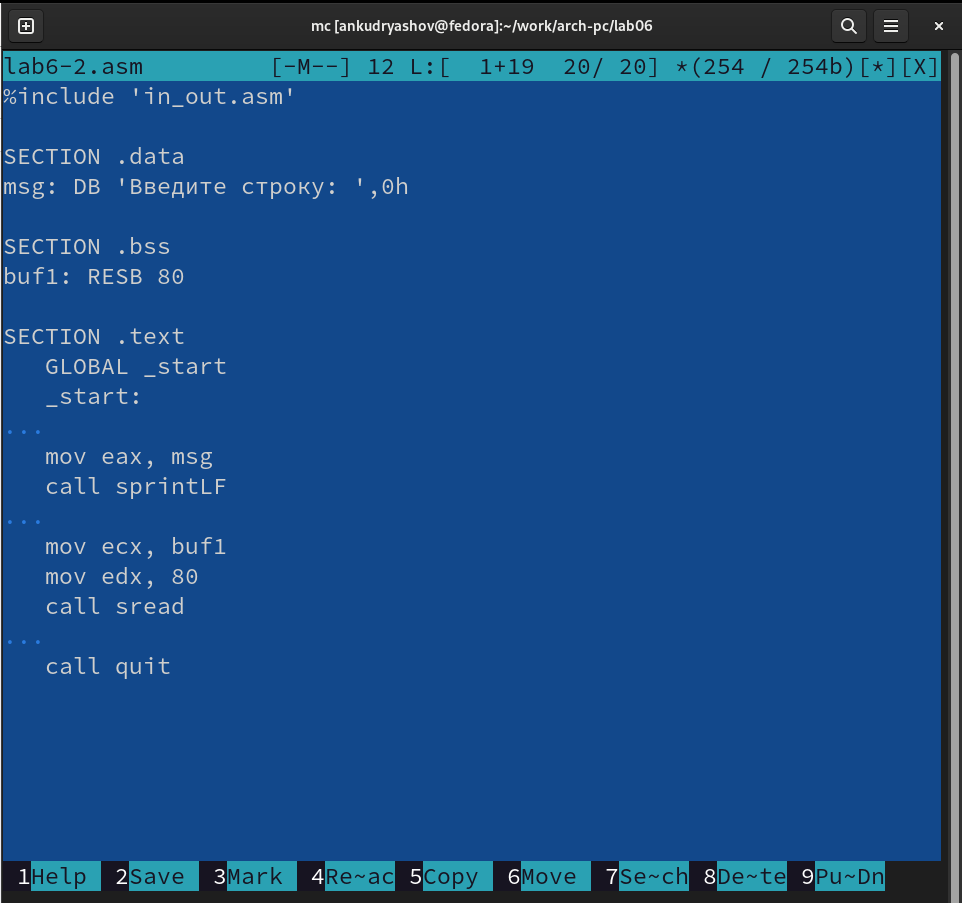 mc [ankudryashov@fedora]:~/work/arch-pc/lab06
lab6-2.asm [-M--] 12 L:[ 1+19 20/ 20] *(254 / 254b)[*][X]
%include 'in_out.asm'
SECTION .data
msg: DB 'Введите строку: ',0h
SECTION .bss
buf1: RESB 80
SECTION .text
GLOBAL _start
_start:
...
mov eax, msg
call sprintLF
...
mov ecx, buf1
mov edx, 80
call sread
...
call quit
1Help 2Save 3Mark 4Re~ac 5Copy 6Move 7Se~ch 8De~te 9Pu~Dn